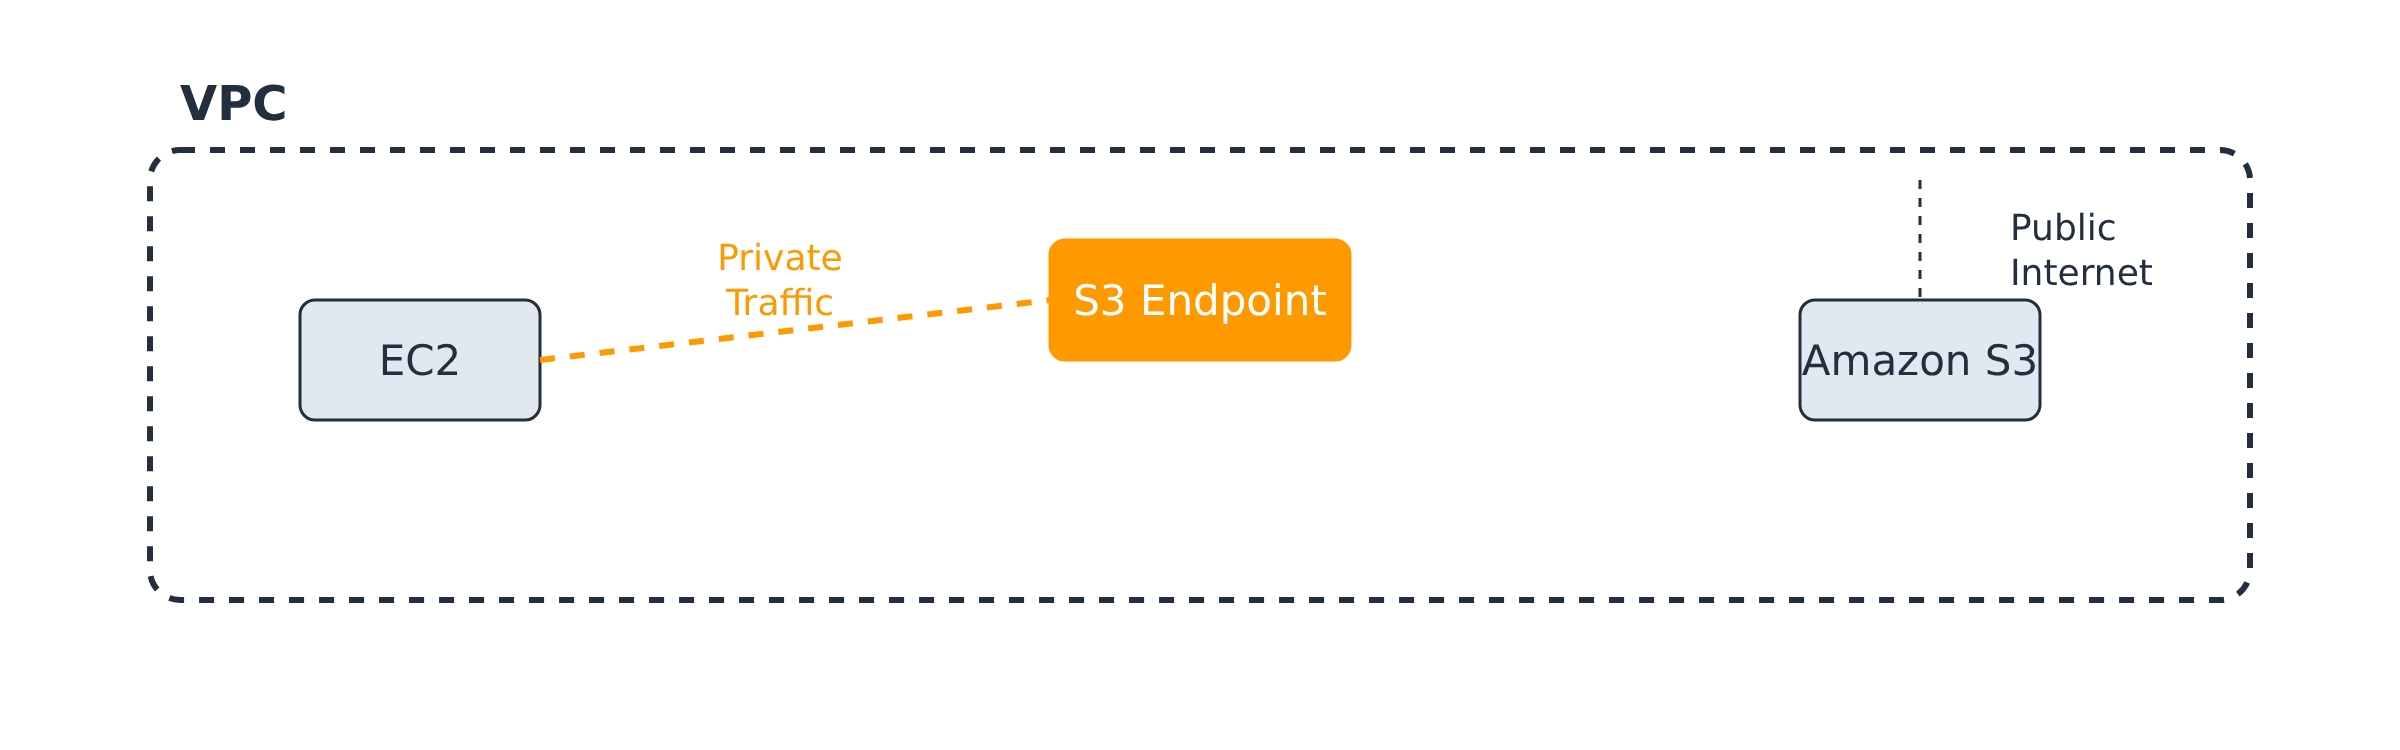 VPC
Private
Traffic
EC2
S3 Endpoint
Public
Internet
Amazon S3